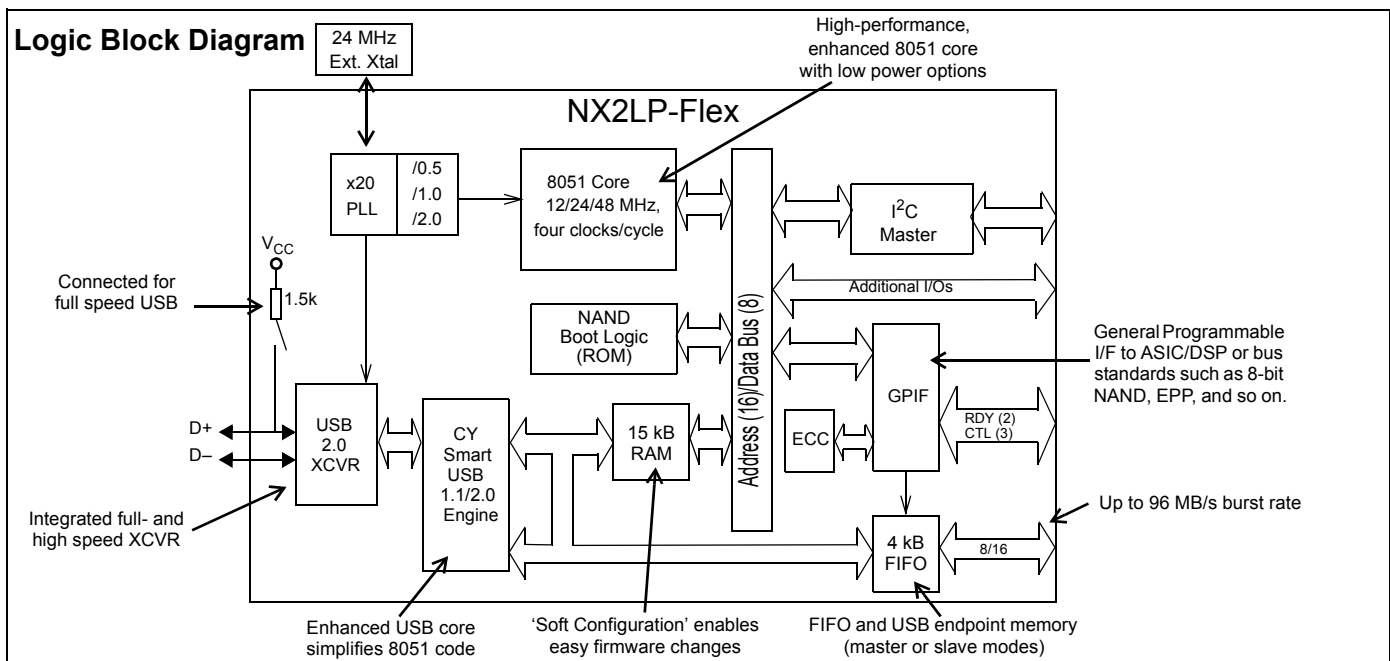 Logic Block Diagram
24 MHz
Ext. Xtal
High-performance,
enhanced 8051 core
with low power options
NX2LP-Flex
x20
PLL
/0.5
/1.0
/2.0
8051 Core
12/24/48 MHz,
four clocks/cycle
I2C
Master
VCC
1.5k
Connected for
full speed USB
Additional I/Os
NAND
Boot Logic
(ROM)
Address (16)/Data Bus (8)
General Programmable
I/F to ASIC/DSP or bus
standards such as 8-bit
NAND, EPP, and so on.
GPIF
RDY (2)
CTL (3)
D+
D–
USB
2.0
XCVR
CY
Smart
USB
1.1/2.0
Engine
15 kB
RAM
ECC
Integrated full- and
high speed XCVR
4 kB
FIFO
8/16
Up to 96 MB/s burst rate
Enhanced USB core
simplifies 8051 code
‘Soft Configuration’ enables
easy firmware changes
FIFO and USB endpoint memory
(master or slave modes)